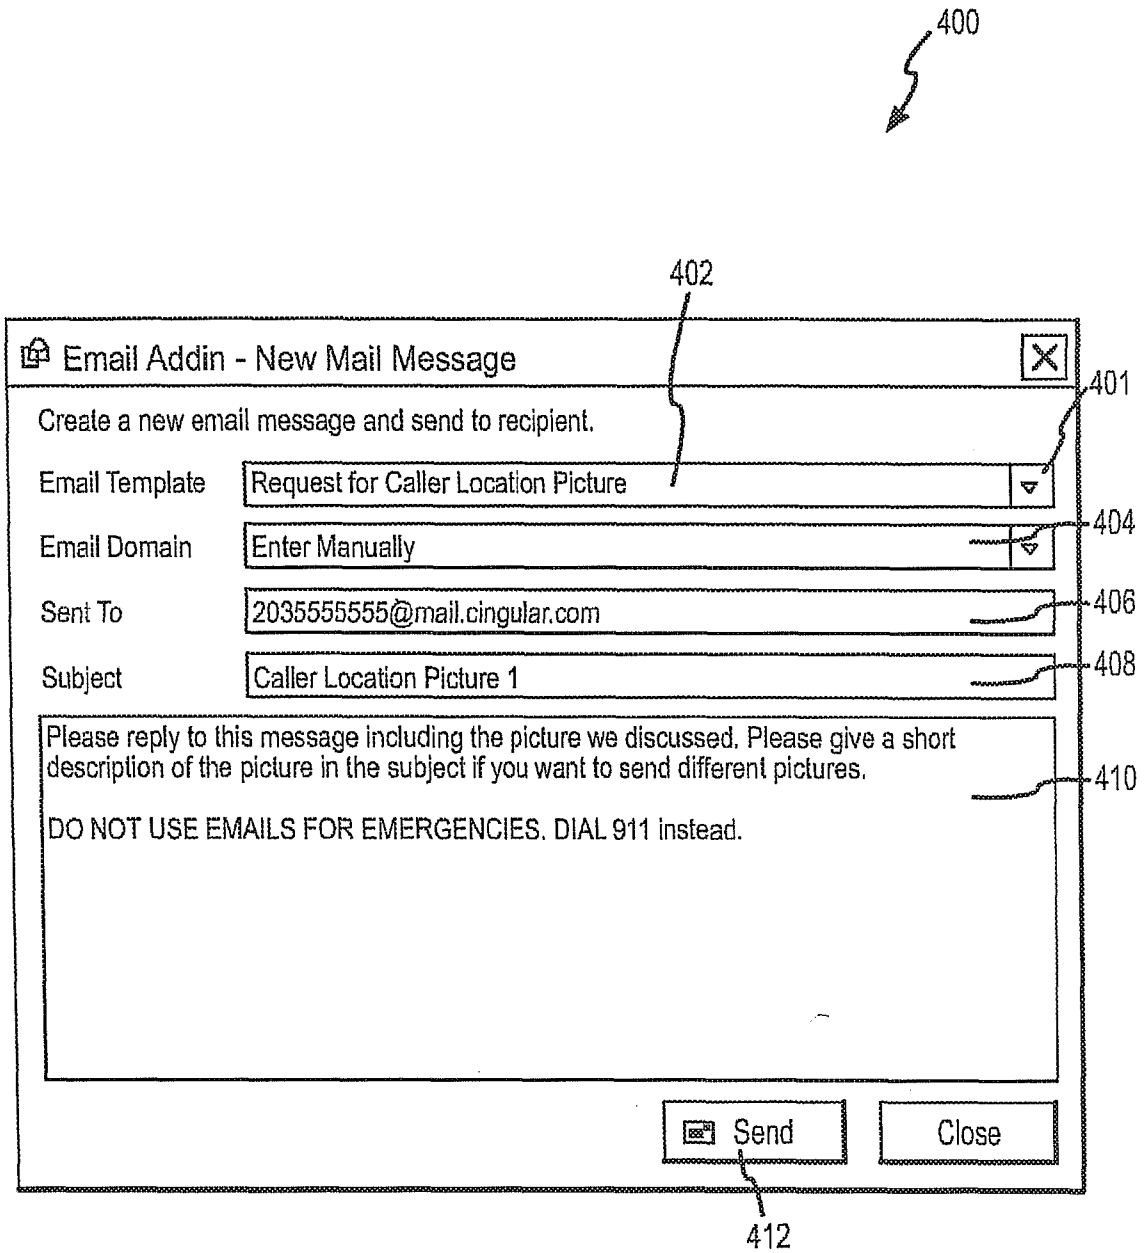 400
402
Email Addin - New Mail Message
401
Create a new email message and send to recipient.
Email Template Request for Caller Location Picture
Email Domain Enter Manually 404
Sent To 2035555555@mail.cingular.com 406
Subject Caller Location Picture 1 408
Please reply to this message including the picture we discussed. Please give a short
description of the picture in the subject if you want to send different pictures.
410
DO NOT USE EMAILS FOR EMERGENCIES. DIAL 911 instead.
Send Close
412